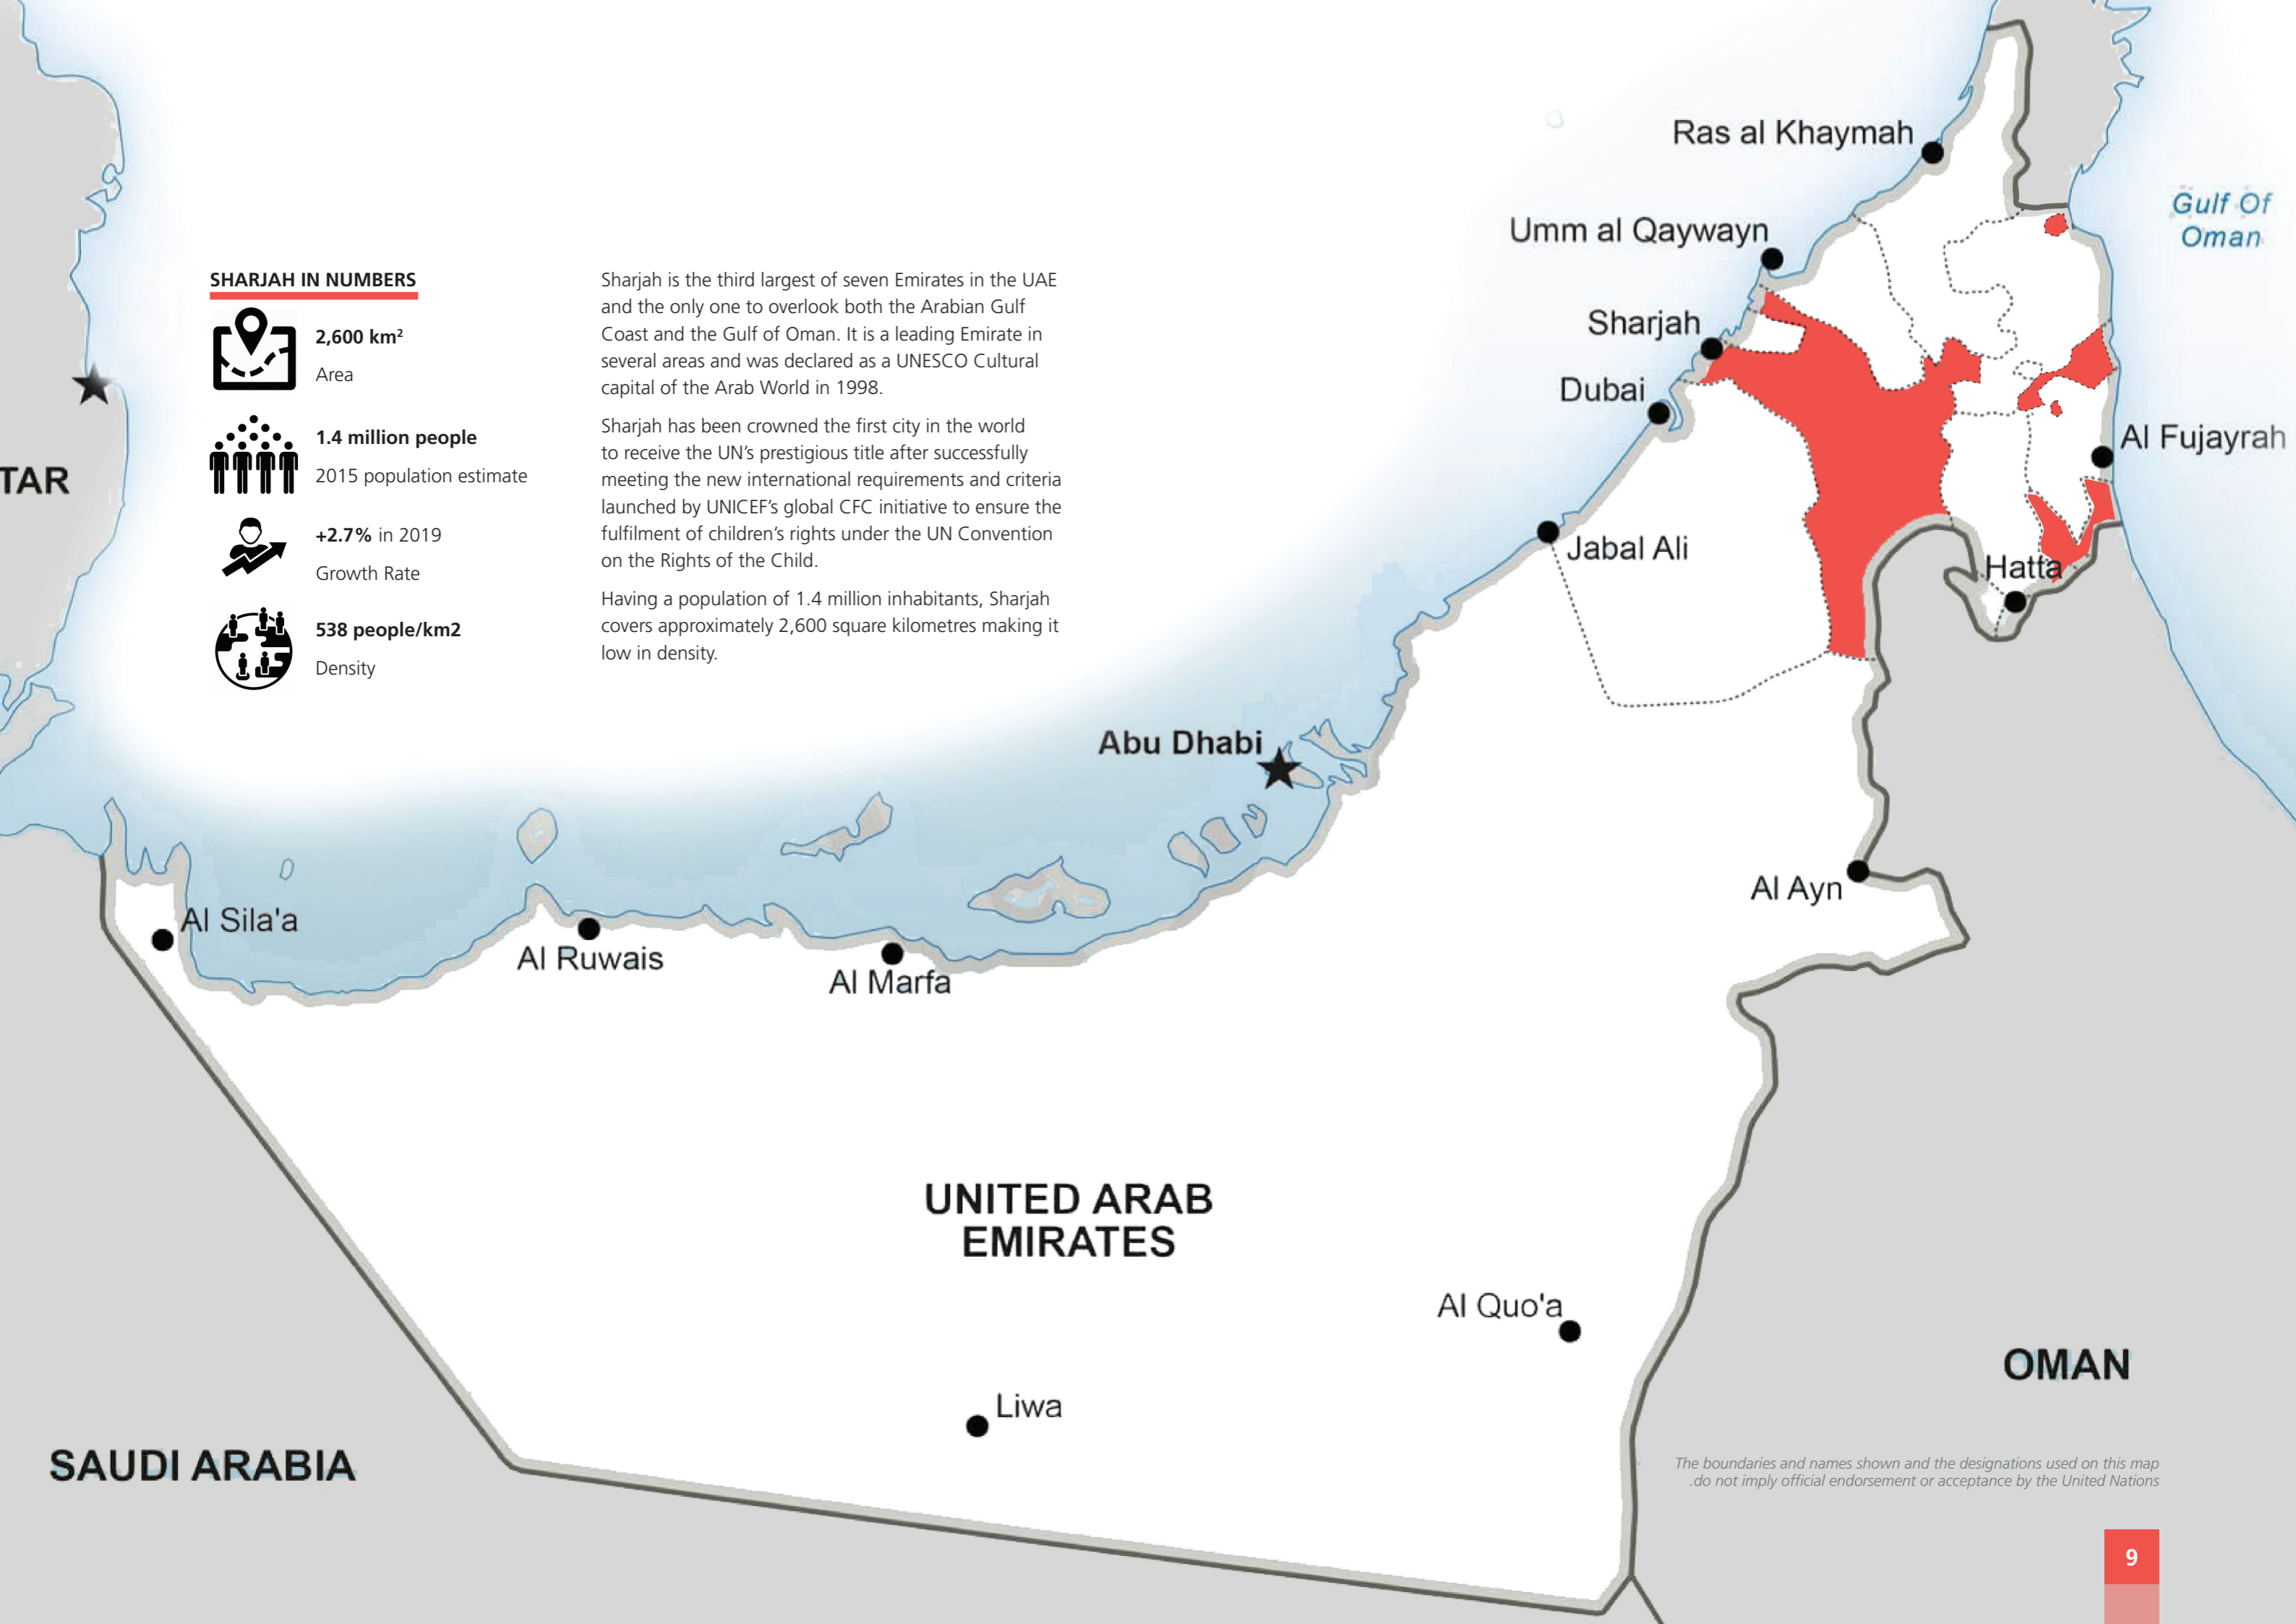 SHARJAH IN NUMBERS
2,600 km²
Area
1.4 million people
2015 population estimate
+2.7% in 2019
Growth Rate
538 people/km2
Density
Sharjah is the third largest of seven Emirates in the UAE
and the only one to overlook both the Arabian Gulf
Coast and the Gulf of Oman. It is a leading Emirate in
several areas and was declared as a UNESCO Cultural
capital of the Arab World in 1998.
Sharjah has been crowned the first city in the world
to receive the UN's prestigious title after successfully
meeting the new international requirements and criteria
launched by UNICEF's global CFC initiative to ensure the
fulfilment of children's rights under the UN Convention
on the Rights of the Child.
Having a population of 1.4 million inhabitants, Sharjah
covers approximately 2,600 square kilometres making it
low in density.
Ras al Khaymah
Gulf Of
Oman
Umm al Qaywayn
Sharjah
Dubai
Al Fujayrah
TAR
Jabal Ali
Hatta
Abu Dhabi
Al Ayn
Al Sila'a
Al Ruwais
Al Marfa
UNITED ARAB
EMIRATES
Al Quo'a
Liwa
OMAN
SAUDI ARABIA
The boundaries and names shown and the designations used on this map
.do not imply official endorsement or acceptance by the United Nations
9